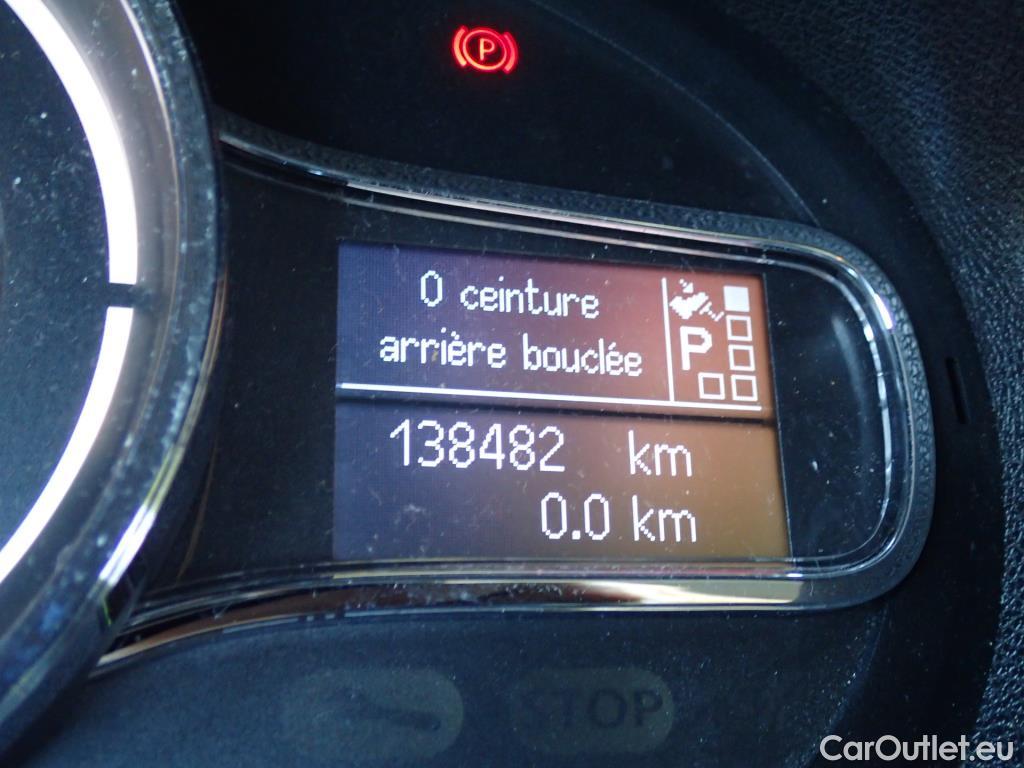 P
0 ceinture
arrière bouclée
P
138482 km
0.0 km
STOP
CarOutlet.eu